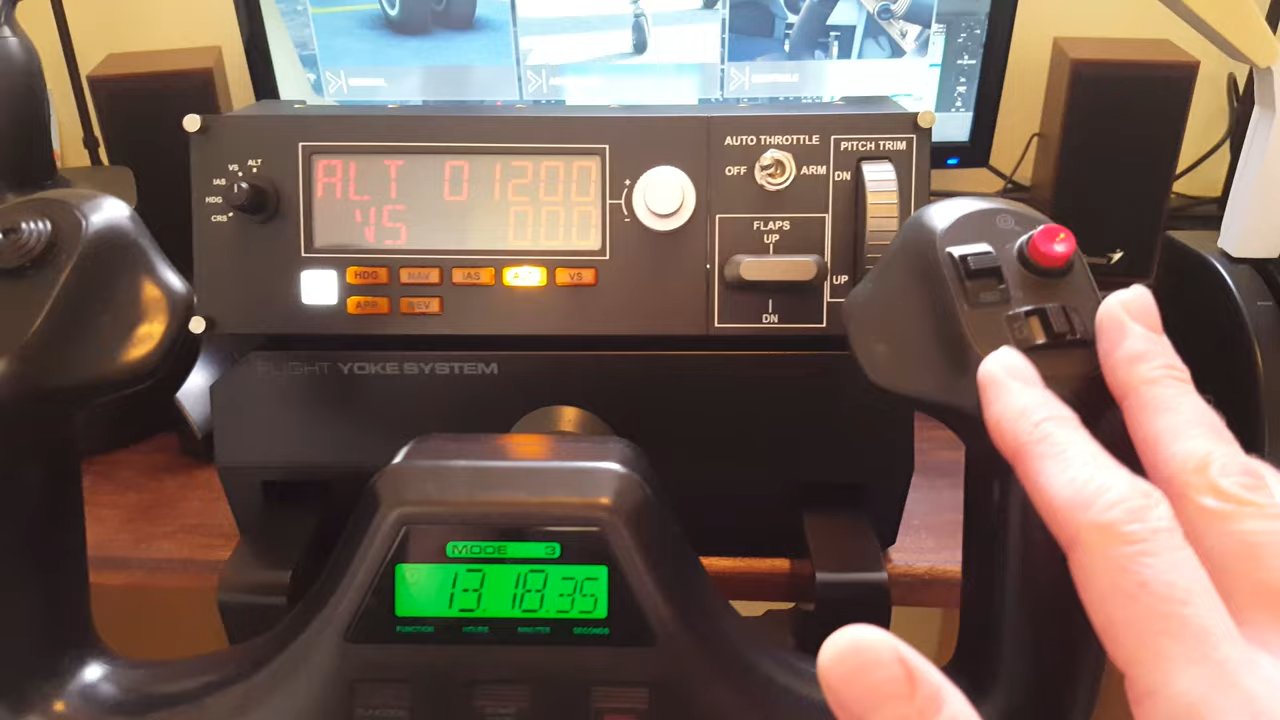 ALT
VS
IAS
HDG
CRS
ALT 01200
VS 000
+
-
HDG NAV IAS ALT VS
APR REV
AUTO THROTTLE
OFF ARM
FLAPS
UP
DN
PITCH TRIM
DN
UP
FLIGHT YOKE SYSTEM
MODE 3
13.18.35
FUNCTION HOURS MINUTES SECONDS